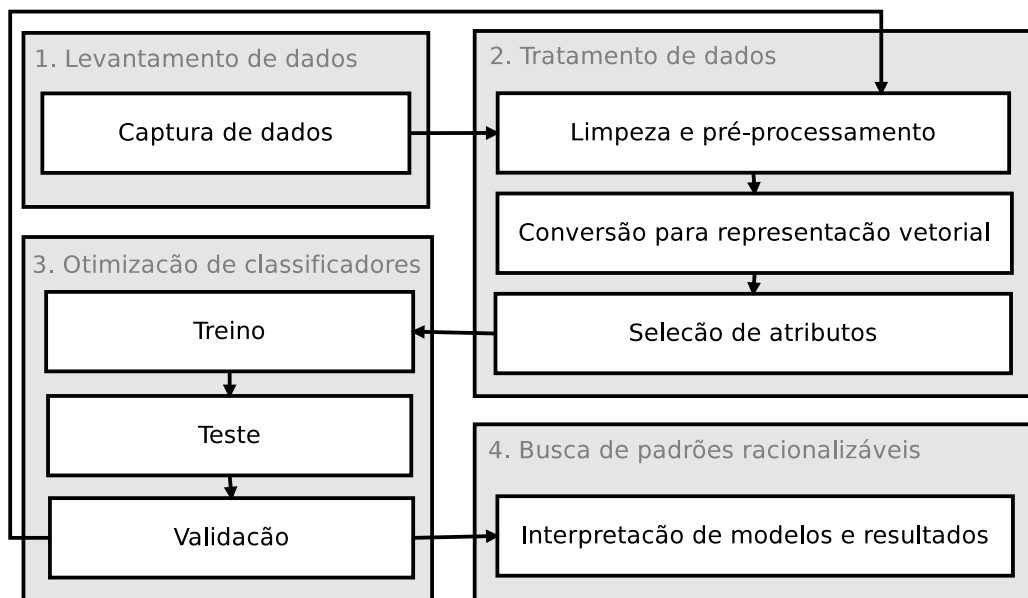 1. Levantamento de dados
Captura de dados
2. Tratamento de dados
Limpeza e pré-processamento
Conversão para representacão vetorial
Selecão de atributos
3. Otimizacão de classificadores
Treino
Teste
Validacão
4. Busca de padrões racionalizáveis
Interpretacão de modelos e resultados